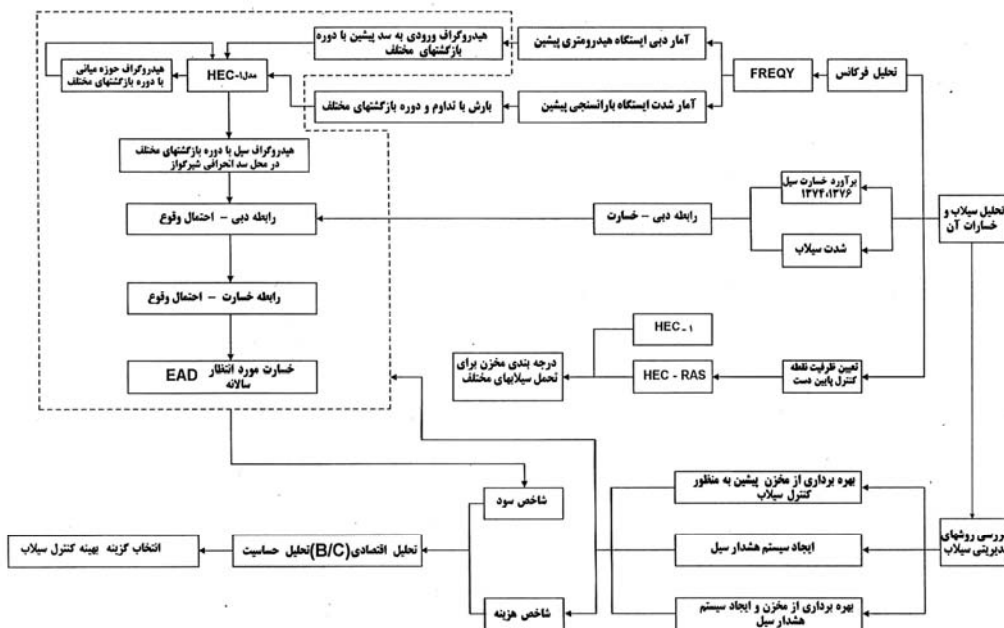 تحلیل سیلاب و
خسارات آن
تحلیل فرکانس
FREQY
آمار دبی ایستگاه هیدرومتری پیشین
هیدروگراف ورودی به سد پیشین با دوره
بازگشتهای مختلف
مدل HEC-۱
هیدروگراف حوزه میانی
با دوره بازگشتهای مختلف
آمار شدت ایستگاه بارانسنجی پیشین
بارش با تداوم و دوره بازگشتهای مختلف
هیدروگراف سیل با دوره بازگشتهای مختلف
در محل سد انحرافی شیرگواز
برآورد خسارت سیل
۱۳۷۴،۱۳۷۶
شدت سیلاب
رابطه دبی – خسارت
رابطه دبی – احتمال وقوع
رابطه خسارت – احتمال وقوع
خسارت مورد انتظار EAD
سالانه
تعیین ظرفیت نقطه
کنترل پایین دست
HEC-۱
HEC - RAS
درجه بندی مخزن برای
تحمل سیلابهای مختلف
بررسی روشهای
مدیریتی سیلاب
بهره برداری از مخزن پیشین به منظور
کنترل سیلاب
ایجاد سیستم هشدار سیل
بهره برداری از مخزن و ایجاد سیستم
هشدار سیل
شاخص سود
شاخص هزینه
تحلیل اقتصادی(B/C)تحلیل حساسیت
انتخاب گزینه بهینه کنترل سیلاب